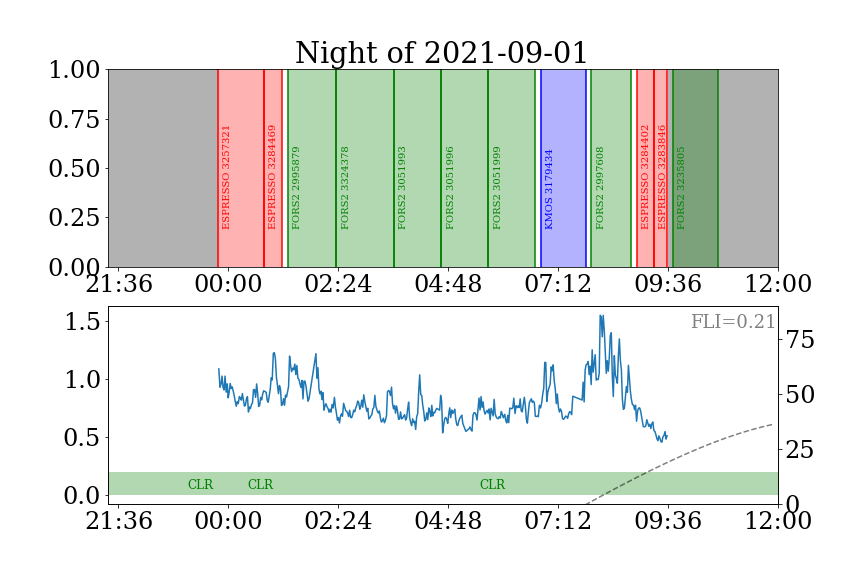 Night of 2021-09-01
1.00
0.75
0.50
0.25
0.00
ESPRESSO 3257321
ESPRESSO 3284469
FORS2 2995879
FORS2 3324378
FORS2 3051993
FORS2 3051996
FORS2 3051999
KMOS 3179434
FORS2 2997608
ESPRESSO 3284402
ESPRESSO 3283846
FORS2 3235805
21:36 00:00 02:24 04:48 07:12 09:36 12:00
FLI=0.21
1.5
1.0
0.5
0.0
75
50
25
0
CLR CLR CLR
21:36 00:00 02:24 04:48 07:12 09:36 12:00